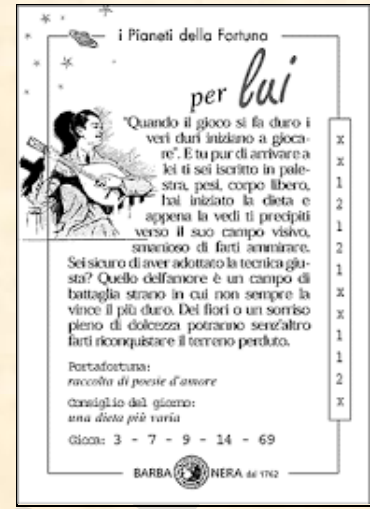 i Pianeti della Fortuna
per lui
"Quando il gioco si fa duro i
veri duri iniziano a gioca-
re". E tu pur di arrivare a
lei ti sei iscritto in pale-
stra, pesi, corpo libero,
hai iniziato la dieta e
appena la vedi ti precipiti
verso il suo campo visivo,
smanioso di farti ammirare.
Sei sicuro di aver adottato la tecnica giu-
sta? Quello dell'amore è un campo di
battaglia strano in cui non sempre la
vince il più duro. Dei fiori o un sorriso
pieno di dolcezza potranno senz'altro
farti riconquistare il terreno perduto.
Portafortuna:
raccolta di poesie d'amore
Consiglio del giorno:
una dieta più varia
Gioca: 3 - 7 - 9 - 14 - 69
x
x
1
2
1
2
1
x
x
1
1
2
x
BARBA NERA dal 1762